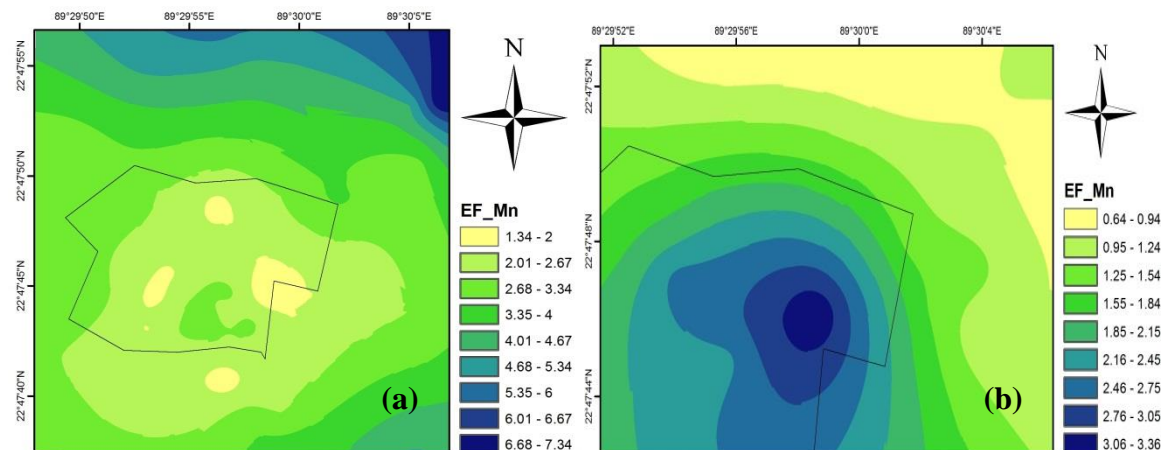 89°29'50"E 89°29'55"E 89°30'0"E 89°30'5"E
22°47'55"N
22°47'50"N
22°47'45"N
22°47'40"N
N
EF_Mn
1.34 - 2
2.01 - 2.67
2.68 - 3.34
3.35 - 4
4.01 - 4.67
4.68 - 5.34
5.35 - 6
6.01 - 6.67
6.68 - 7.34
(a)
89°29'52"E 89°29'56"E 89°30'0"E 89°30'4"E
22°47'52"N
22°47'48"N
22°47'44"N
N
EF_Mn
0.64 - 0.94
0.95 - 1.24
1.25 - 1.54
1.55 - 1.84
1.85 - 2.15
2.16 - 2.45
2.46 - 2.75
2.76 - 3.05
3.06 - 3.36
(b)